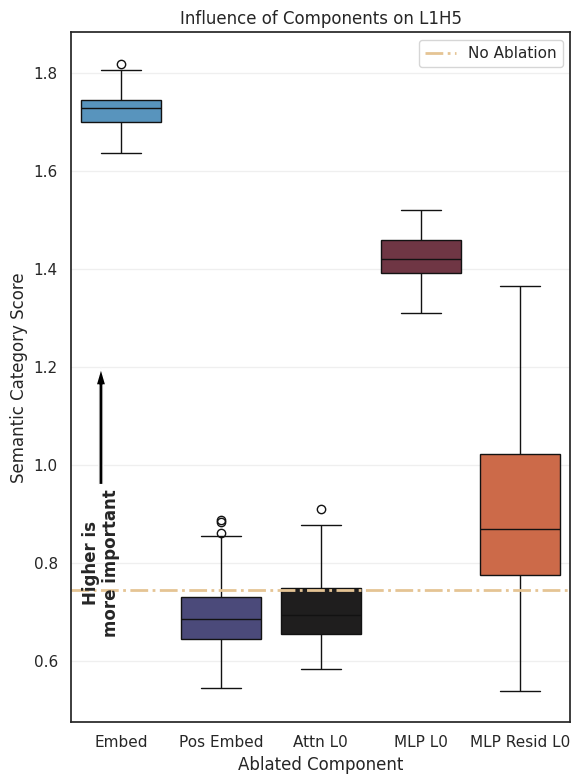 Influence of Components on L1H5
No Ablation
1.8
1.6
1.4
1.2
1.0
0.8
0.6
Semantic Category Score
Higher is
more important
Embed
Pos Embed
Attn L0
MLP L0
MLP Resid L0
Ablated Component